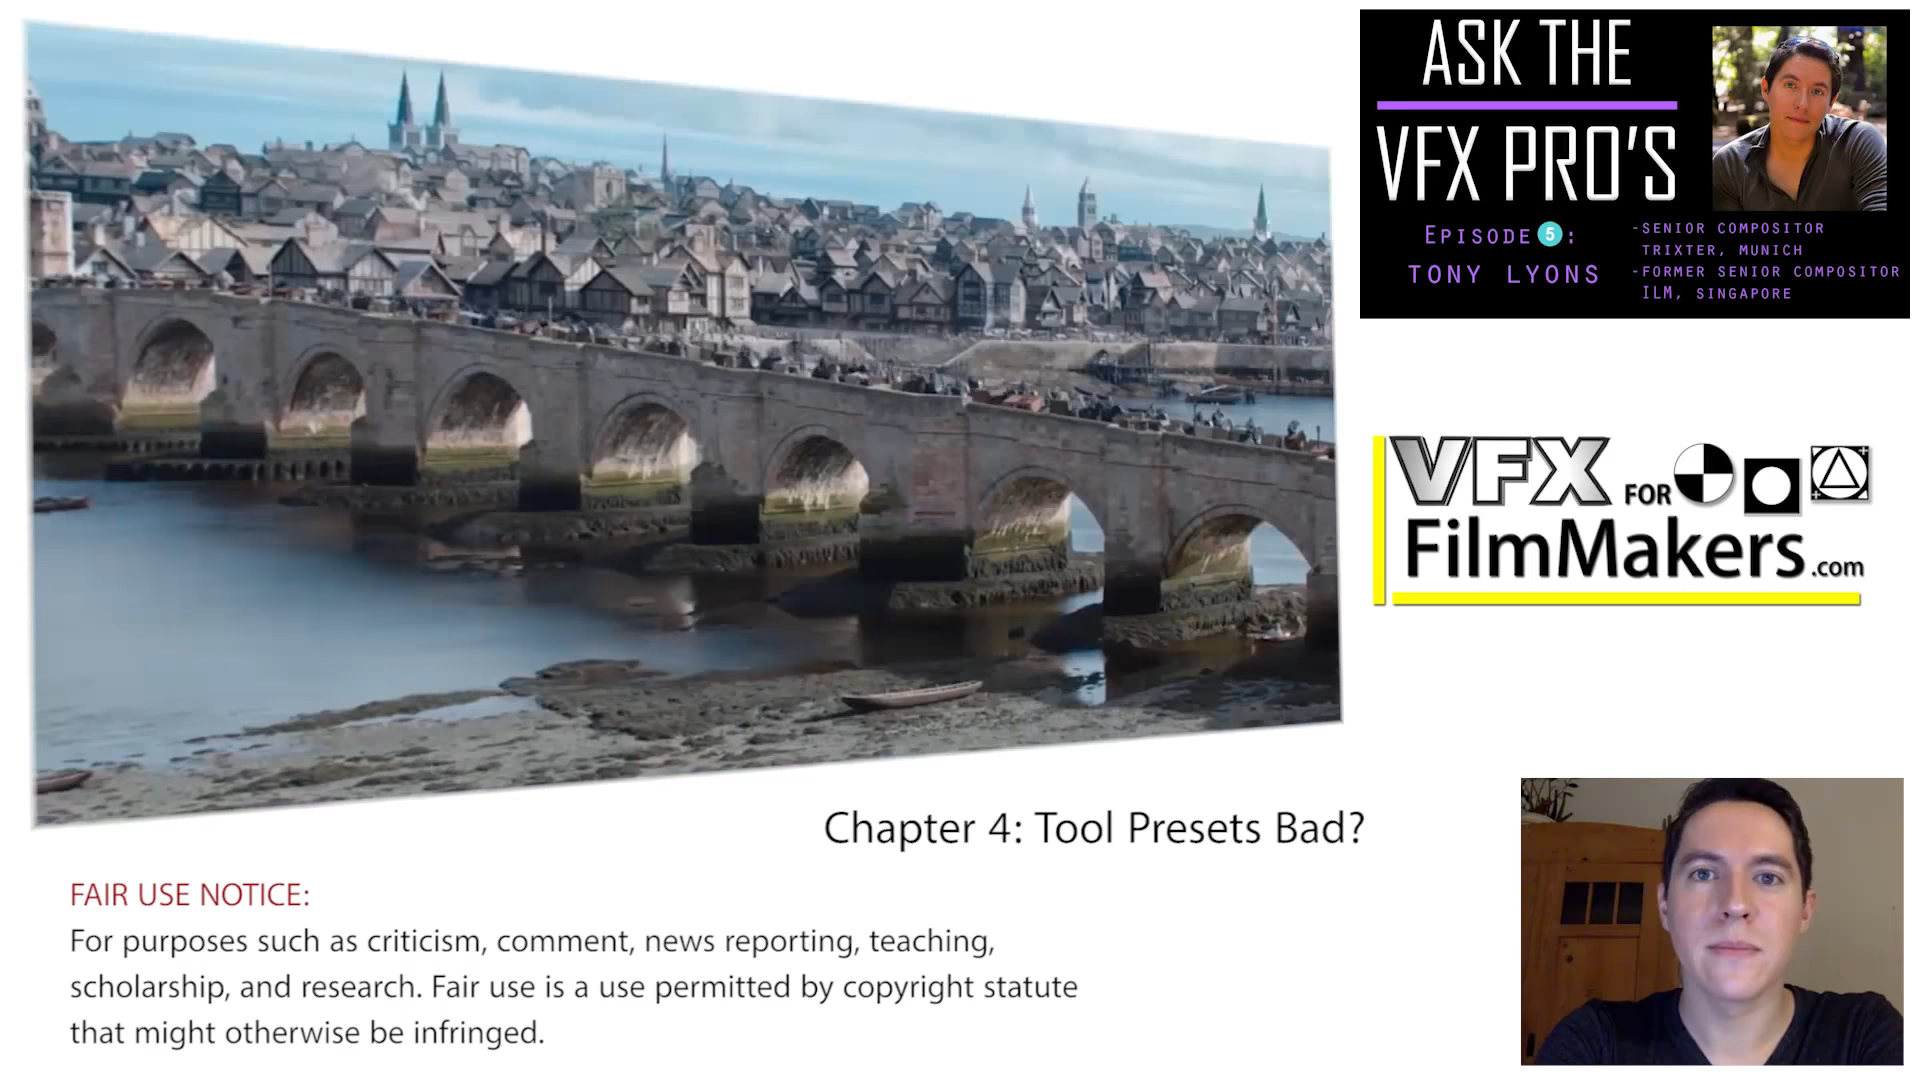 ASK THE
VFX PRO'S
EPISODE 5:
TONY LYONS
-SENIOR COMPOSITOR
TRIXTER, MUNICH
-FORMER SENIOR COMPOSITOR
ILM, SINGAPORE
VFX FOR
FilmMakers.com
Chapter 4: Tool Presets Bad?
FAIR USE NOTICE:
For purposes such as criticism, comment, news reporting, teaching,
scholarship, and research. Fair use is a use permitted by copyright statute
that might otherwise be infringed.